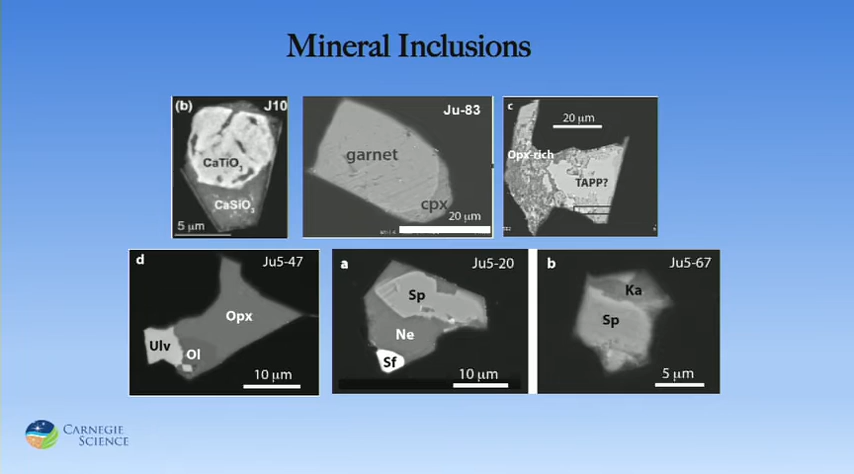 Mineral Inclusions
(b) J10
CaTiO₃
CaSiO₃
5 μm
Ju-83
garnet
cpx
20 μm
c
20 μm
Opx-rich
TAPP?
d Ju5-47
Opx
Ulv
Ol
10 μm
a Ju5-20
Sp
Ne
Sf
10 μm
b Ju5-67
Ka
Sp
5 μm
CARNEGIE
SCIENCE